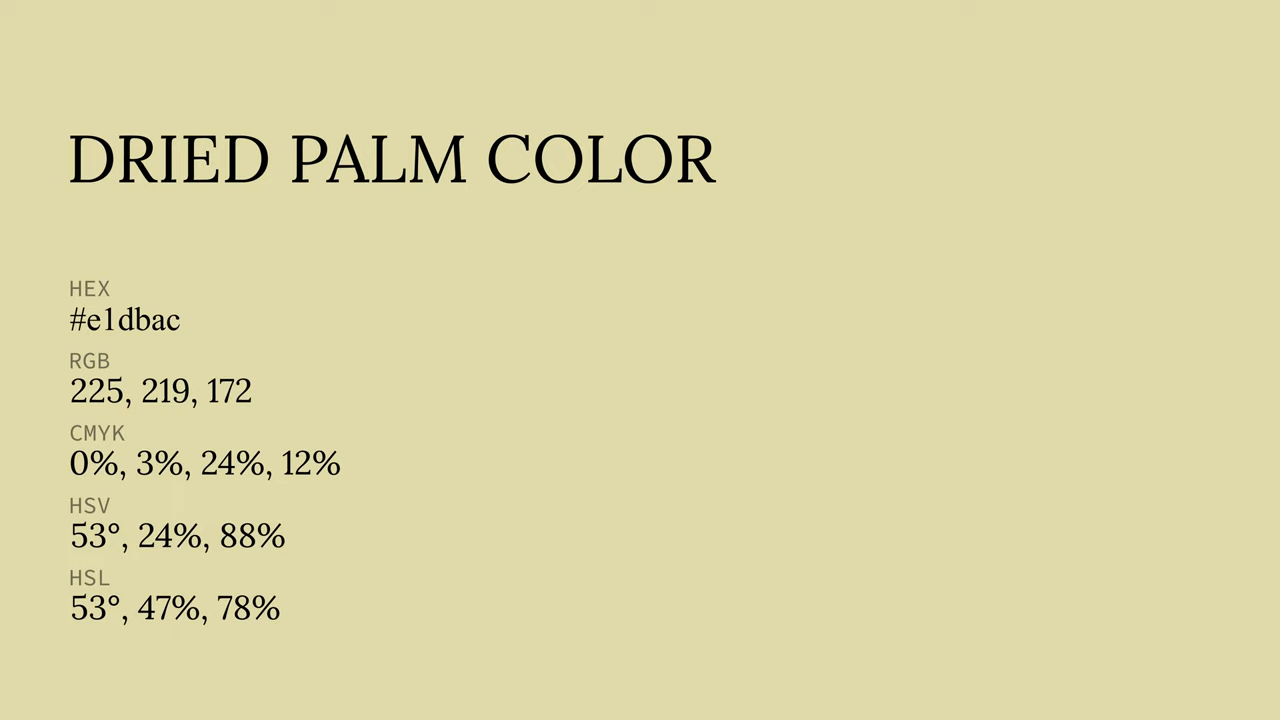 DRIED PALM COLOR
HEX
#e1dbac
RGB
225, 219, 172
CMYK
0%, 3%, 24%, 12%
HSV
53°, 24%, 88%
HSL
53°, 47%, 78%